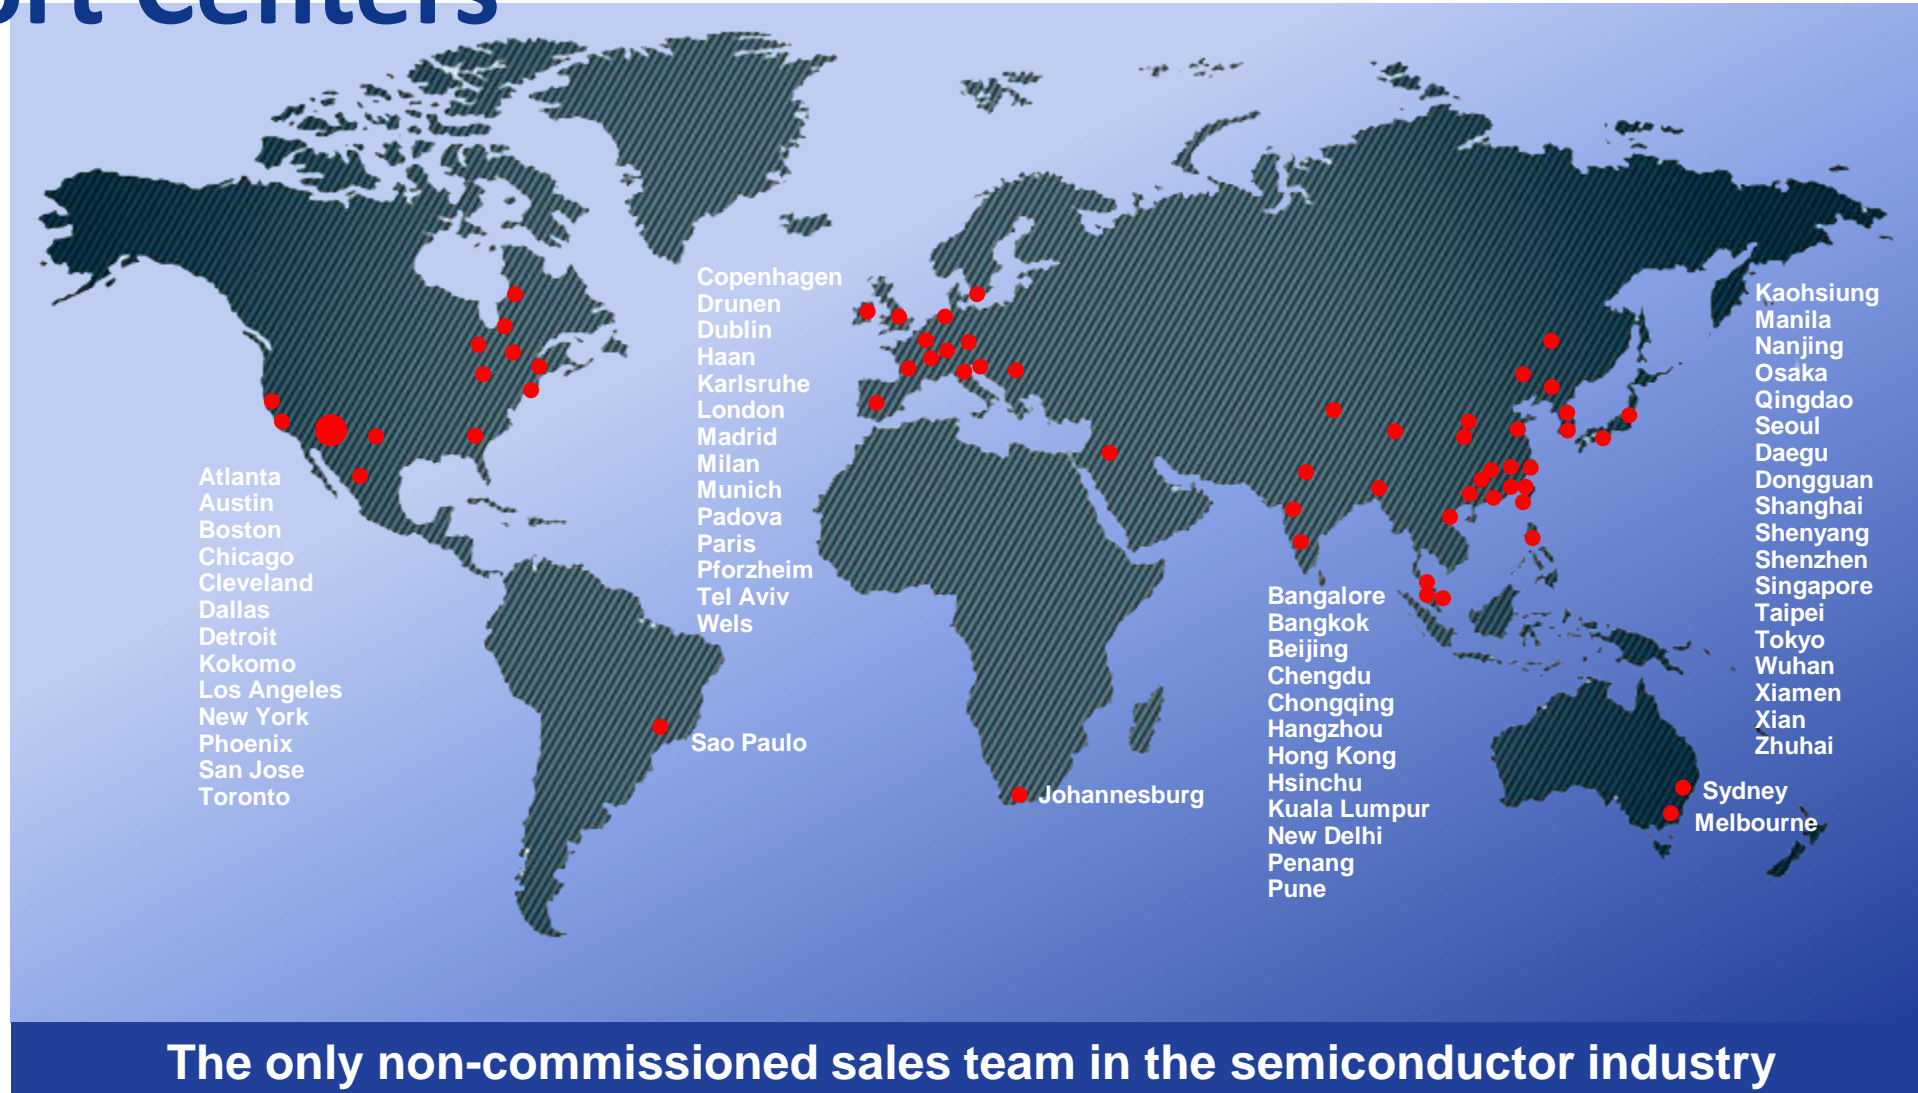 ort Centers
Copenhagen
Drunen
Dublin
Haan
Karlsruhe
London
Madrid
Milan
Munich
Padova
Paris
Pforzheim
Tel Aviv
Wels
Kaohsiung
Manila
Nanjing
Osaka
Qingdao
Seoul
Daegu
Dongguan
Shanghai
Shenyang
Shenzhen
Singapore
Taipei
Tokyo
Wuhan
Xiamen
Xian
Zhuhai
Atlanta
Austin
Boston
Chicago
Cleveland
Dallas
Detroit
Kokomo
Los Angeles
New York
Phoenix
San Jose
Toronto
Bangalore
Bangkok
Beijing
Chengdu
Chongqing
Hangzhou
Hong Kong
Hsinchu
Kuala Lumpur
New Delhi
Penang
Pune
Sao Paulo
Johannesburg
Sydney
Melbourne
The only non-commissioned sales team in the semiconductor industry